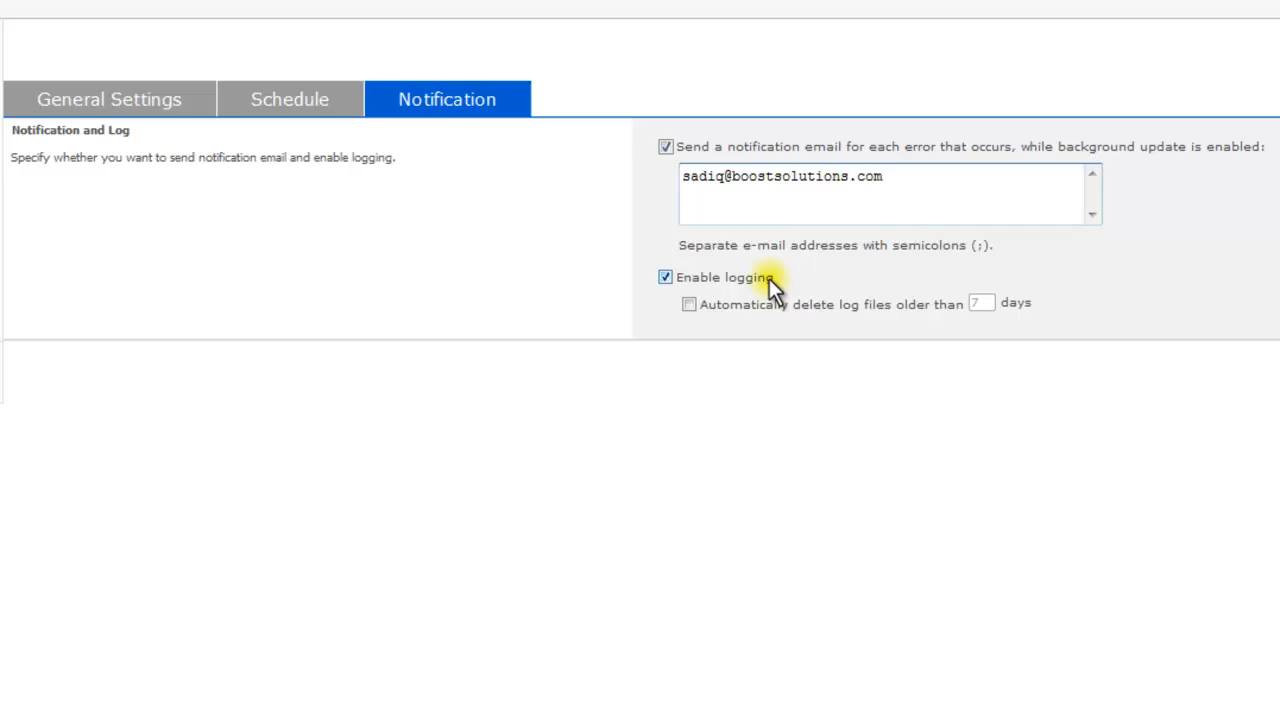 General Settings Schedule Notification
Notification and Log
Specify whether you want to send notification email and enable logging.
Send a notification email for each error that occurs, while background update is enabled:
sadiq@boostsolutions.com
Separate e-mail addresses with semicolons (;).
Enable logging
Automatically delete log files older than 7 days